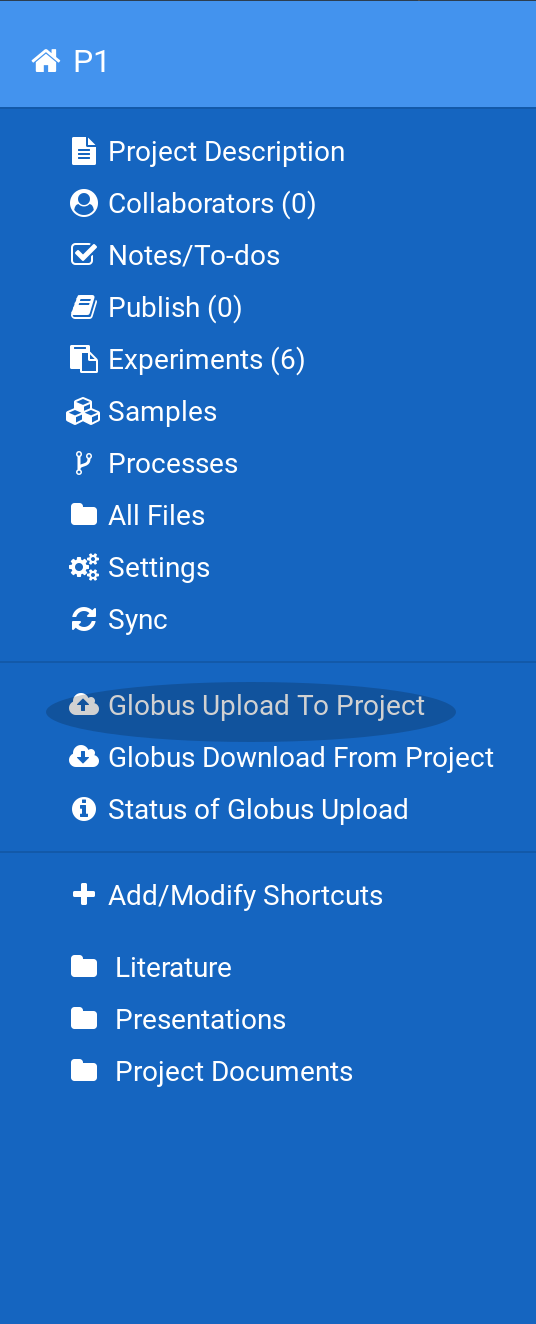 P1
Project Description
Collaborators (0)
Notes/To-dos
Publish (0)
Experiments (6)
Samples
Processes
All Files
Settings
Sync
Globus Upload To Project
Globus Download From Project
Status of Globus Upload
Add/Modify Shortcuts
Literature
Presentations
Project Documents